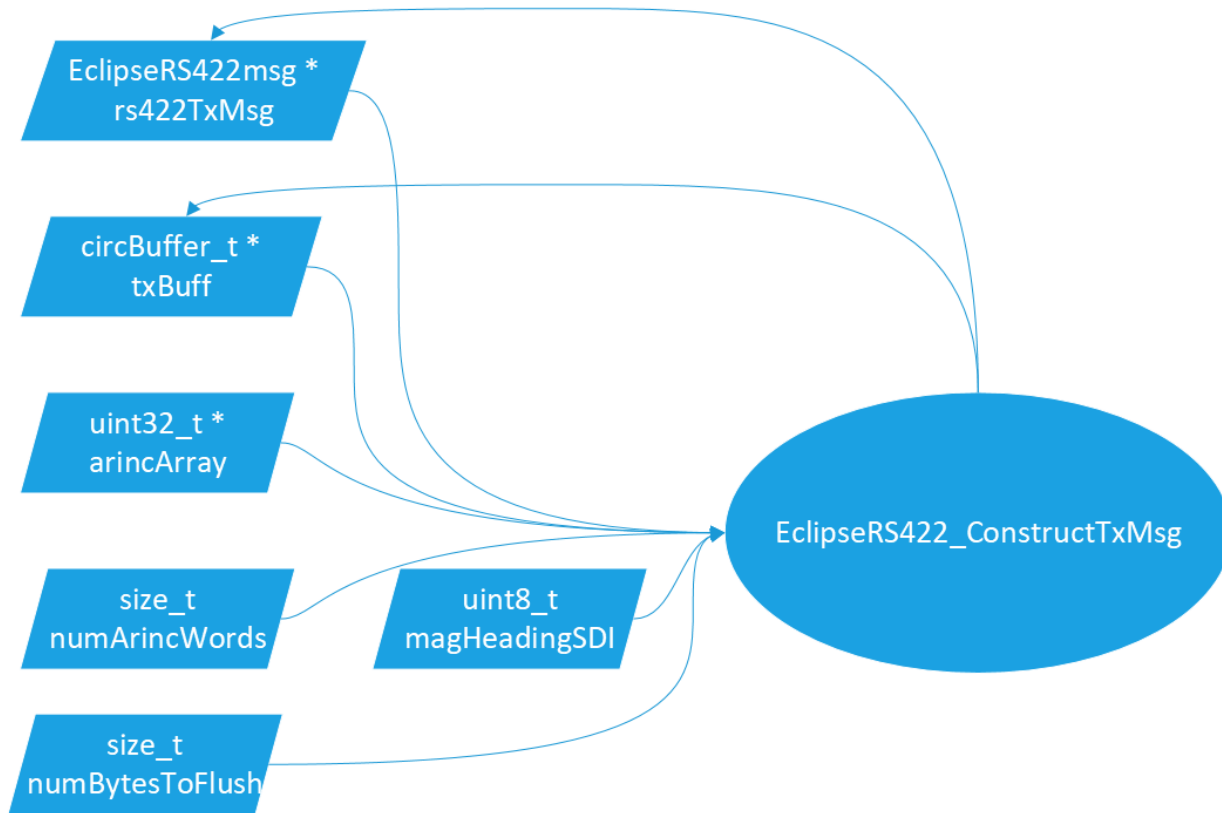 EclipseRS422msg *
rs422TxMsg
circBuffer_t *
txBuff
uint32_t *
arincArray
EclipseRS422_ConstructTxMsg
size_t
numArincWords
uint8_t
magHeadingSDI
size_t
numBytesToFlush